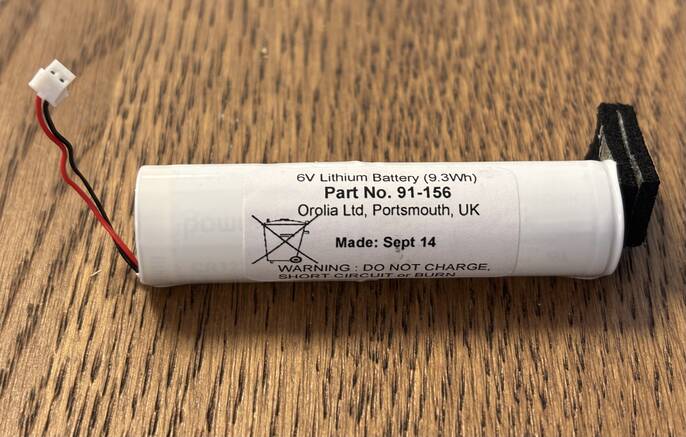 6V Lithium Battery (9.3Wh)
Part No. 91-156
Orolia Ltd, Portsmouth, UK
Made: Sept 14
WARNING : DO NOT CHARGE,
SHORT CIRCUIT or BURN